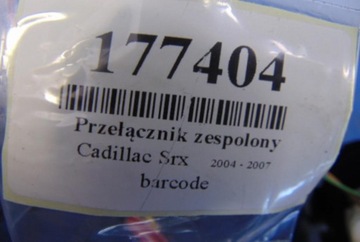 177404
Przełącznik zespolony
Cadillac Srx 2004 - 2007
barcode